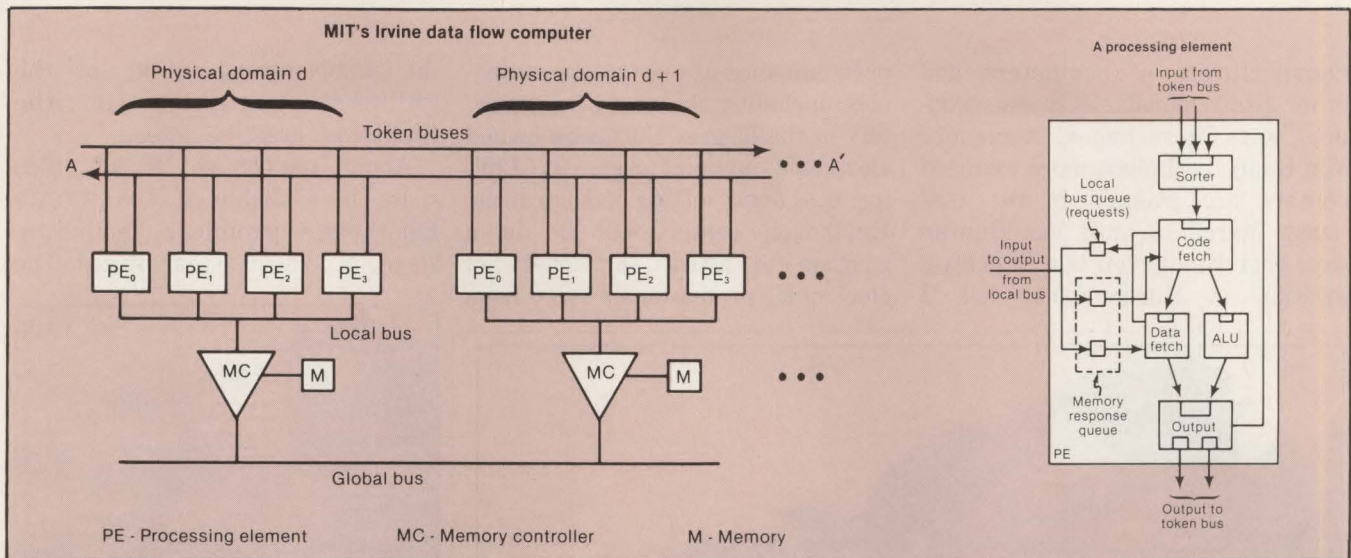 MIT's Irvine data flow computer
Physical domain d
Physical domain d + 1
Token buses
A
A′
PE0
PE1
PE2
PE3
PE0
PE1
PE2
PE3
Local bus
MC
M
MC
M
Global bus
PE - Processing element
MC - Memory controller
M - Memory
A processing element
Input from
token bus
Sorter
Local
bus queue
(requests)
Code
fetch
Input
to output
from
local bus
Data
fetch
ALU
Memory
response
queue
Output
PE
Output to
token bus